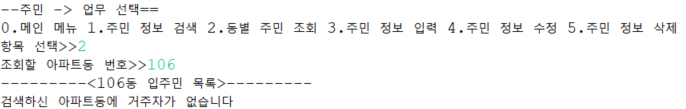 --주민 -> 업무 선택==
0.메인 메뉴 1.주민 정보 검색 2.동별 주민 조회 3.주민 정보 입력 4.주민 정보 수정 5.주민 정보 삭제
항목 선택>>2
조회할 아파트동 번호>>106
---------<106동 입주민 목록>---------
검색하신 아파트동에 거주자가 없습니다